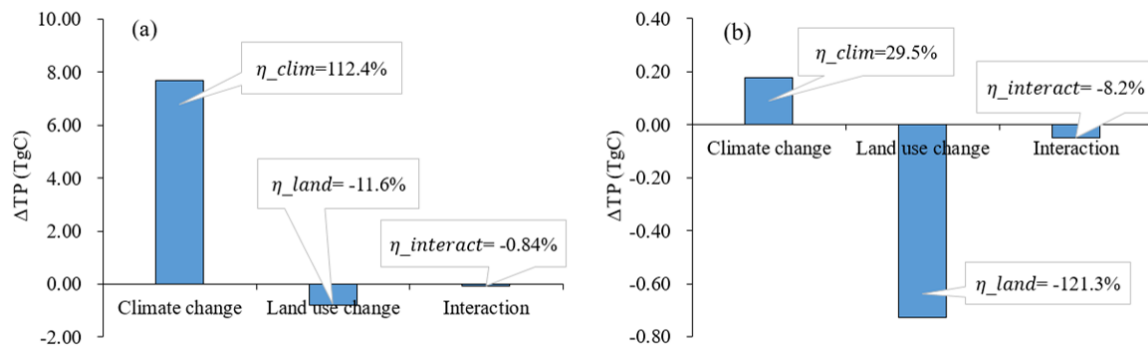 (a)
ΔTP (TgC)
10.00
8.00
6.00
4.00
2.00
0.00
-2.00
η_clim=112.4%
η_land= -11.6%
η_interact= -0.84%
Climate change
Land use change
Interaction
(b)
ΔTP (TgC)
0.40
0.20
0.00
-0.20
-0.40
-0.60
-0.80
η_clim=29.5%
η_interact= -8.2%
Climate change
Land use change
Interaction
η_land= -121.3%